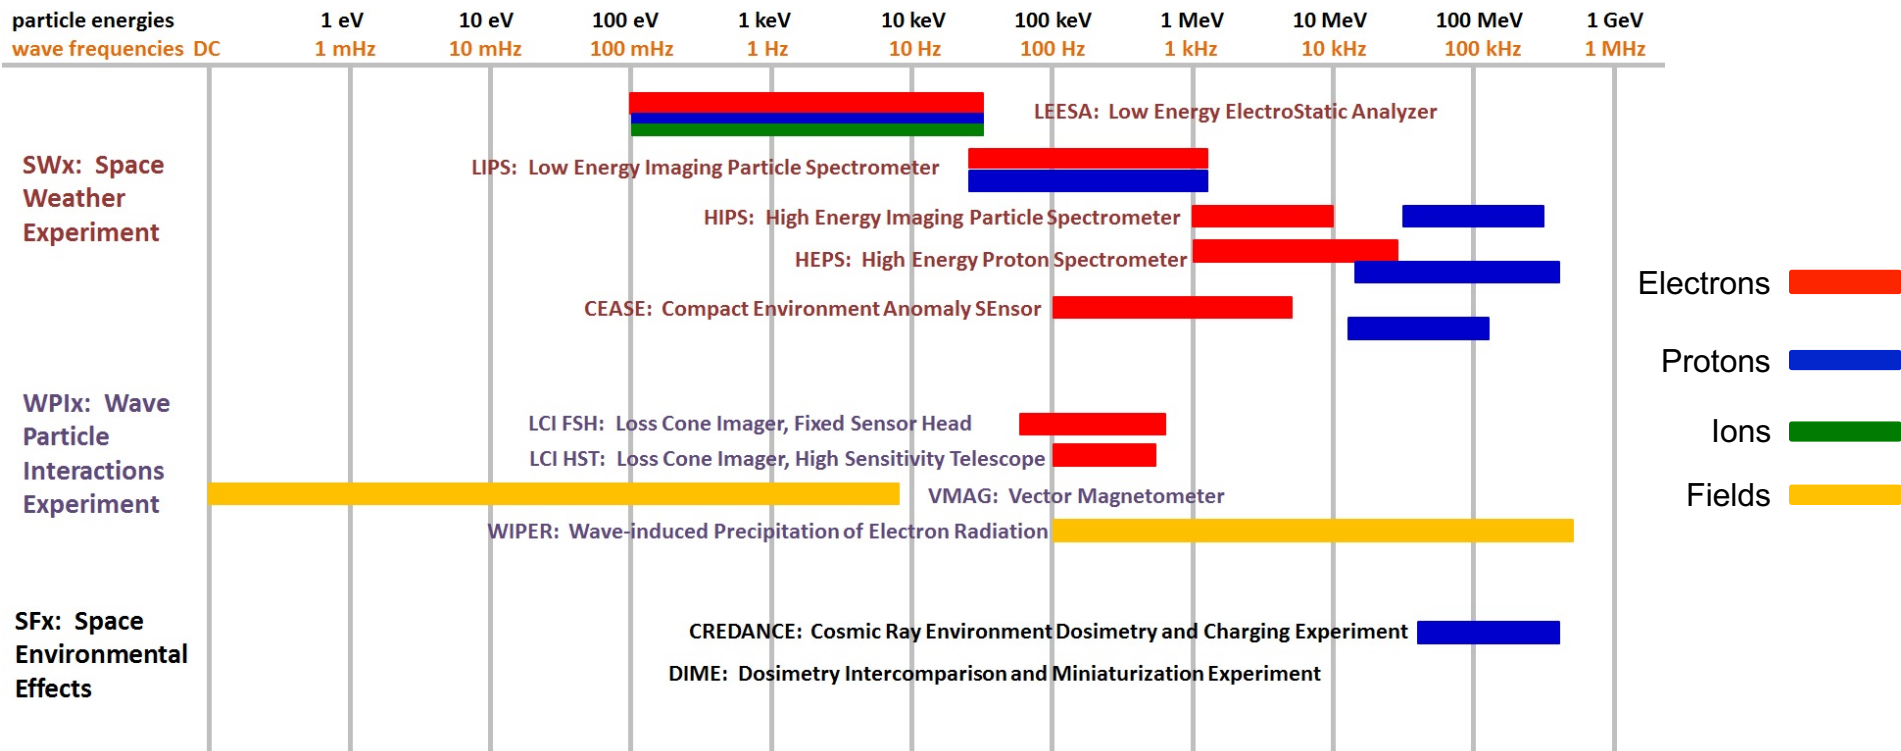 particle energies 1 eV 10 eV 100 eV 1 keV 10 keV 100 keV 1 MeV 10 MeV 100 MeV 1 GeV
wave frequencies DC 1 mHz 10 mHz 100 mHz 1 Hz 10 Hz 100 Hz 1 kHz 10 kHz 100 kHz 1 MHz
SWx: Space
Weather
Experiment
LEESA: Low Energy ElectroStatic Analyzer
LIPS: Low Energy Imaging Particle Spectrometer
HIPS: High Energy Imaging Particle Spectrometer
HEPS: High Energy Proton Spectrometer
CEASE: Compact Environment Anomaly SEnsor
WPIx: Wave
Particle
Interactions
Experiment
LCI FSH: Loss Cone Imager, Fixed Sensor Head
LCI HST: Loss Cone Imager, High Sensitivity Telescope
VMAG: Vector Magnetometer
WIPER: Wave-induced Precipitation of Electron Radiation
SFx: Space
Environmental
Effects
CREDANCE: Cosmic Ray Environment Dosimetry and Charging Experiment
DIME: Dosimetry Intercomparison and Miniaturization Experiment
Electrons
Protons
Ions
Fields